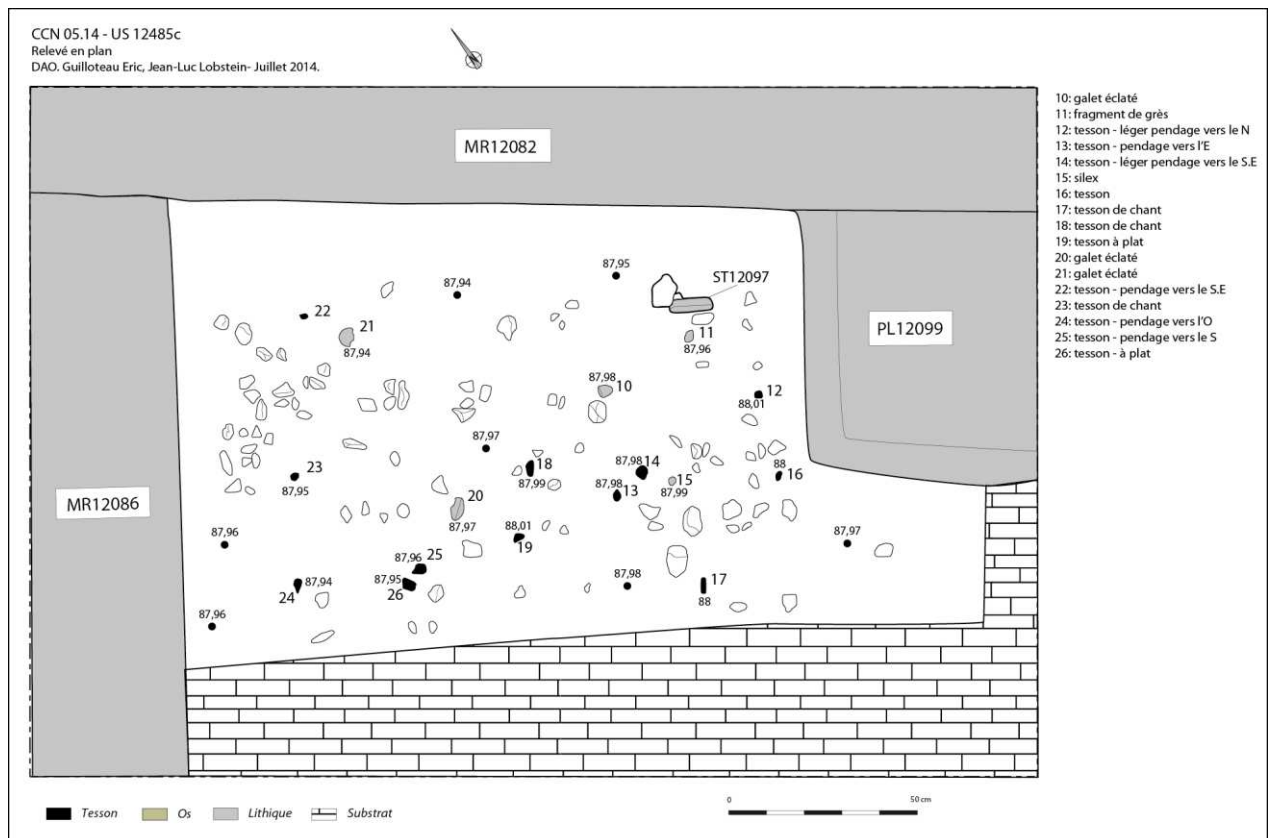 CCN 05.14 - US 12485c
Relevé en plan
DAO. Guilloteau Eric, Jean-Luc Lobstein- Juillet 2014.
MR12082
10: galet éclaté
11: fragment de grès
12: tesson - léger pendage vers le N
13: tesson - pendage vers l'E
14: tesson - léger pendage vers le S.E
15: silex
16: tesson
17: tesson de chant
18: tesson de chant
19: tesson à plat
20: galet éclaté
21: galet éclaté
22: tesson - pendage vers le S.E
23: tesson de chant
24: tesson - pendage vers l'O
25: tesson - pendage vers le S
26: tesson - à plat
87,95
87,94
ST12097
22
21
87,94
11
87,96
PL12099
87,98
10
12
88,01
87,97
23
87,95
18
87,99
87,98
14
87,98
13
15
87,99
88
16
MR12086
20
87,97
88,01
19
87,96
87,97
87,96
25
87,95
26
87,94
24
87,98
17
88
87,96
Tesson
Os
Lithique
Substrat
0
50 cm